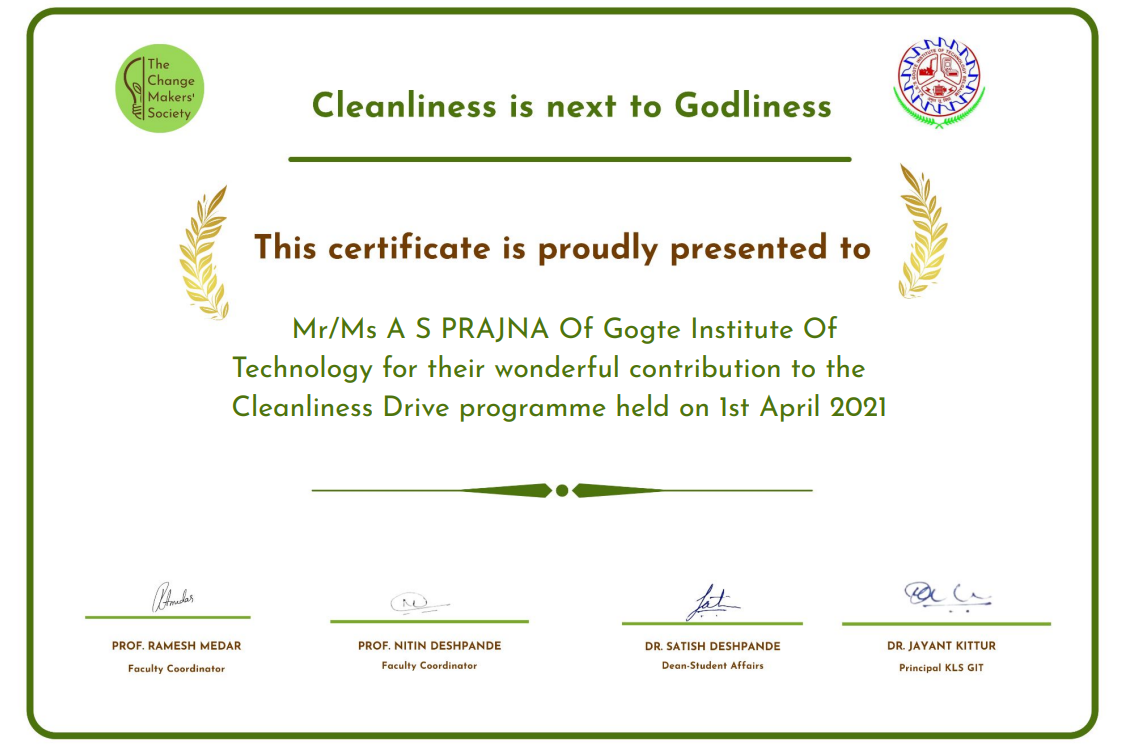 The
Change
Makers'
Society
Cleanliness is next to Godliness
This certificate is proudly presented to
Mr/Ms A S PRAJNA Of Gogte Institute Of
Technology for their wonderful contribution to the
Cleanliness Drive programme held on 1st April 2021
PROF. RAMESH MEDAR
Faculty Coordinator
PROF. NITIN DESHPANDE
Faculty Coordinator
DR. SATISH DESHPANDE
Dean-Student Affairs
DR. JAYANT KITTUR
Principal KLS GIT